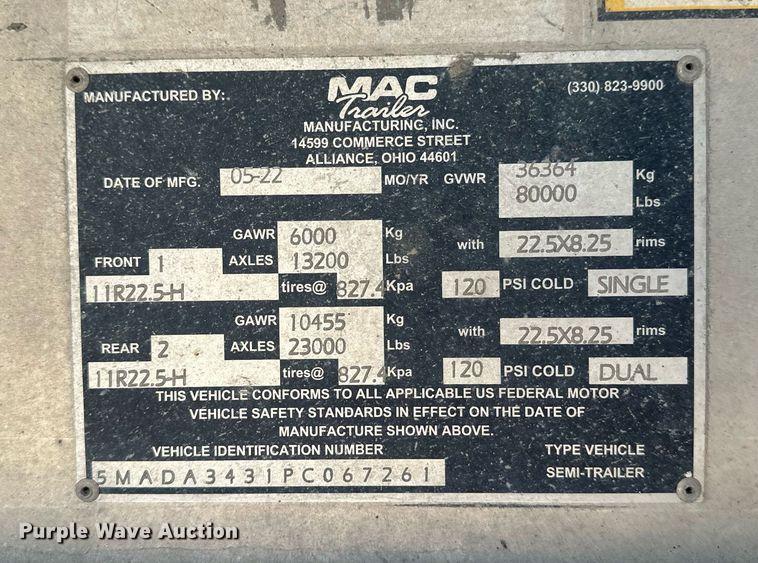 MANUFACTURED BY: MAC Trailer (330) 823-9900
MANUFACTURING, INC.
14599 COMMERCE STREET
ALLIANCE, OHIO 44601
DATE OF MFG. 05-22 MO/YR GVWR 36364 Kg
80000 Lbs
GAWR 6000 Kg with 22.5X8.25 rims
FRONT 1 AXLES 13200 Lbs
11R22.5-H tires@ 827.4 Kpa 120 PSI COLD SINGLE
GAWR 10455 Kg with 22.5X8.25 rims
REAR 2 AXLES 23000 Lbs
11R22.5-H tires@ 827.4 Kpa 120 PSI COLD DUAL
THIS VEHICLE CONFORMS TO ALL APPLICABLE US FEDERAL MOTOR
VEHICLE SAFETY STANDARDS IN EFFECT ON THE DATE OF
MANUFACTURE SHOWN ABOVE.
VEHICLE IDENTIFICATION NUMBER TYPE VEHICLE
5MADA3431PC067261 SEMI-TRAILER
Purple Wave Auction